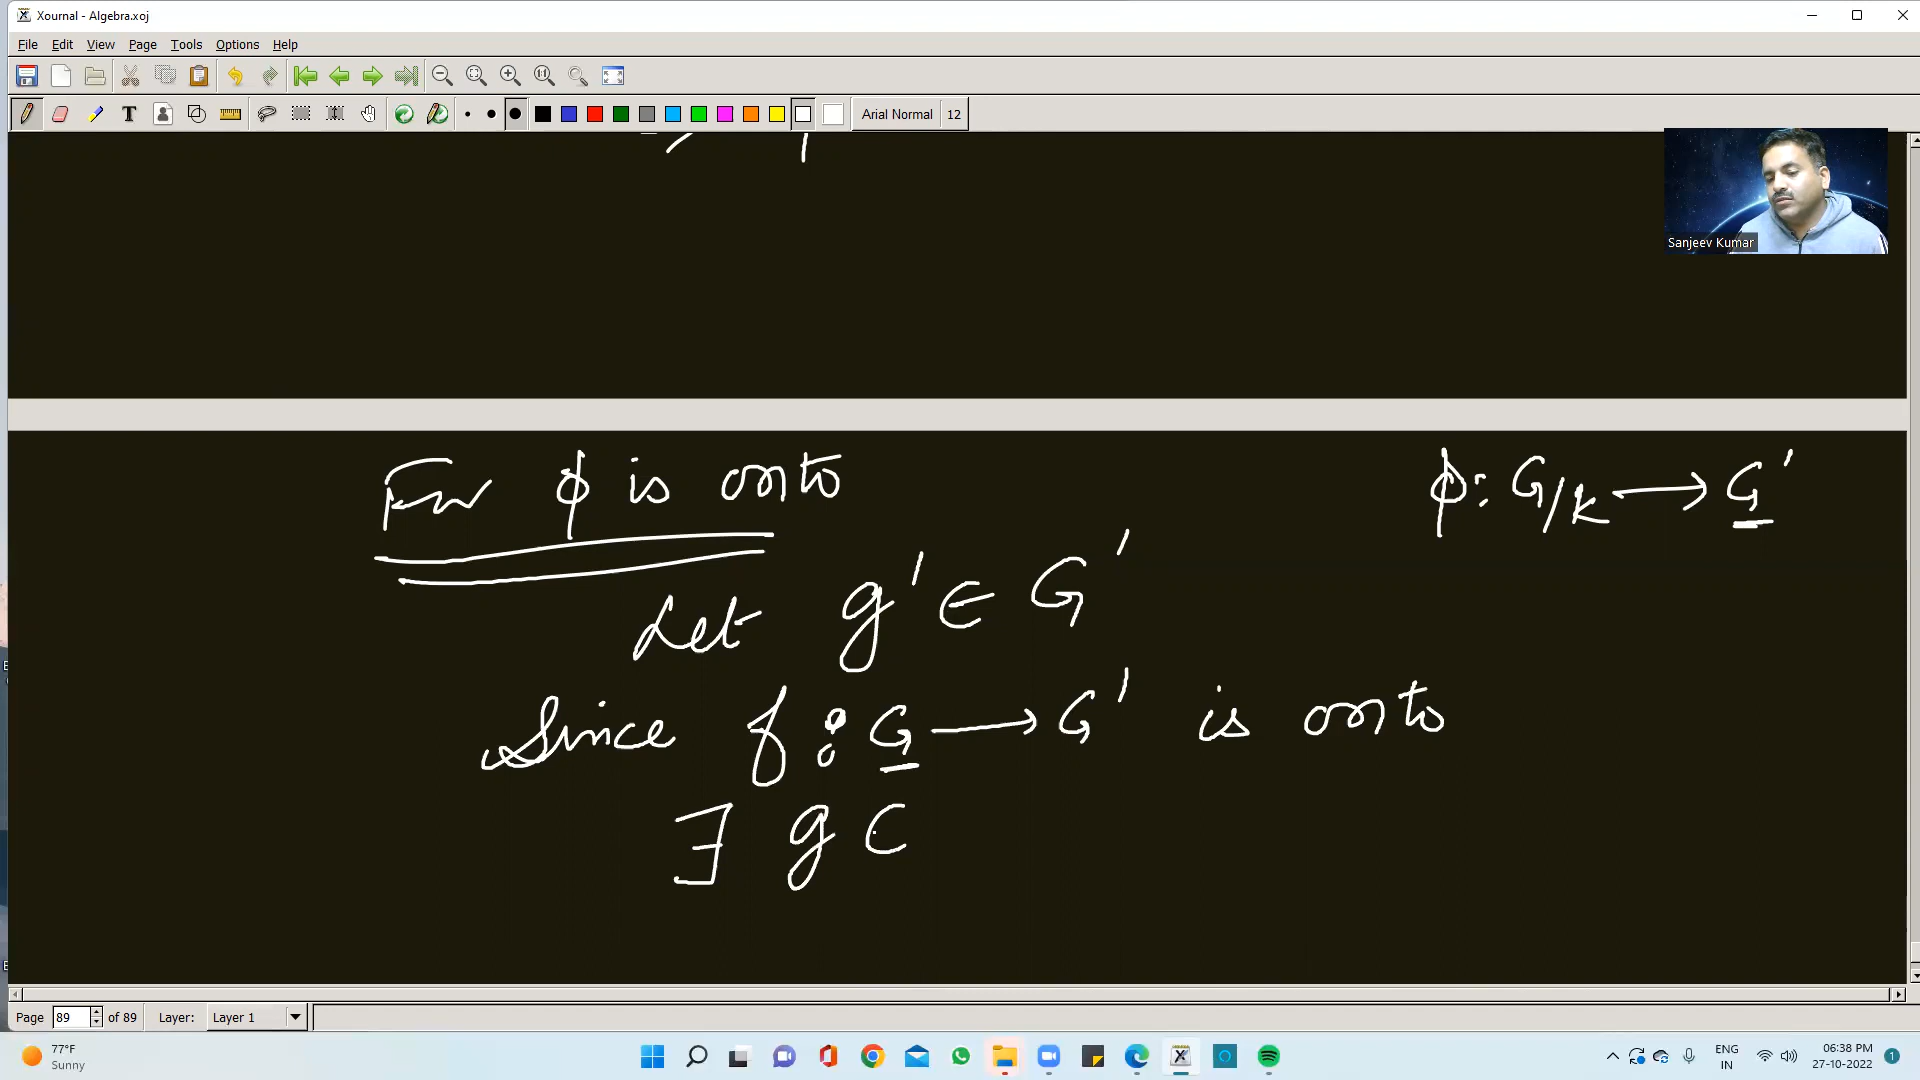 Xournal - Algebra.xoj
File Edit View Page Tools Options Help
Arial Normal 12
Sanjeev Kumar
For ϕ is onto
ϕ: G/K ⟶ G'
Let g' ∈ G'
Since f : G ⟶ G' is onto
∃ g C
Page 89 of 89 Layer: Layer 1
77°F
Sunny
ENG
IN
06:38 PM
27-10-2022
1